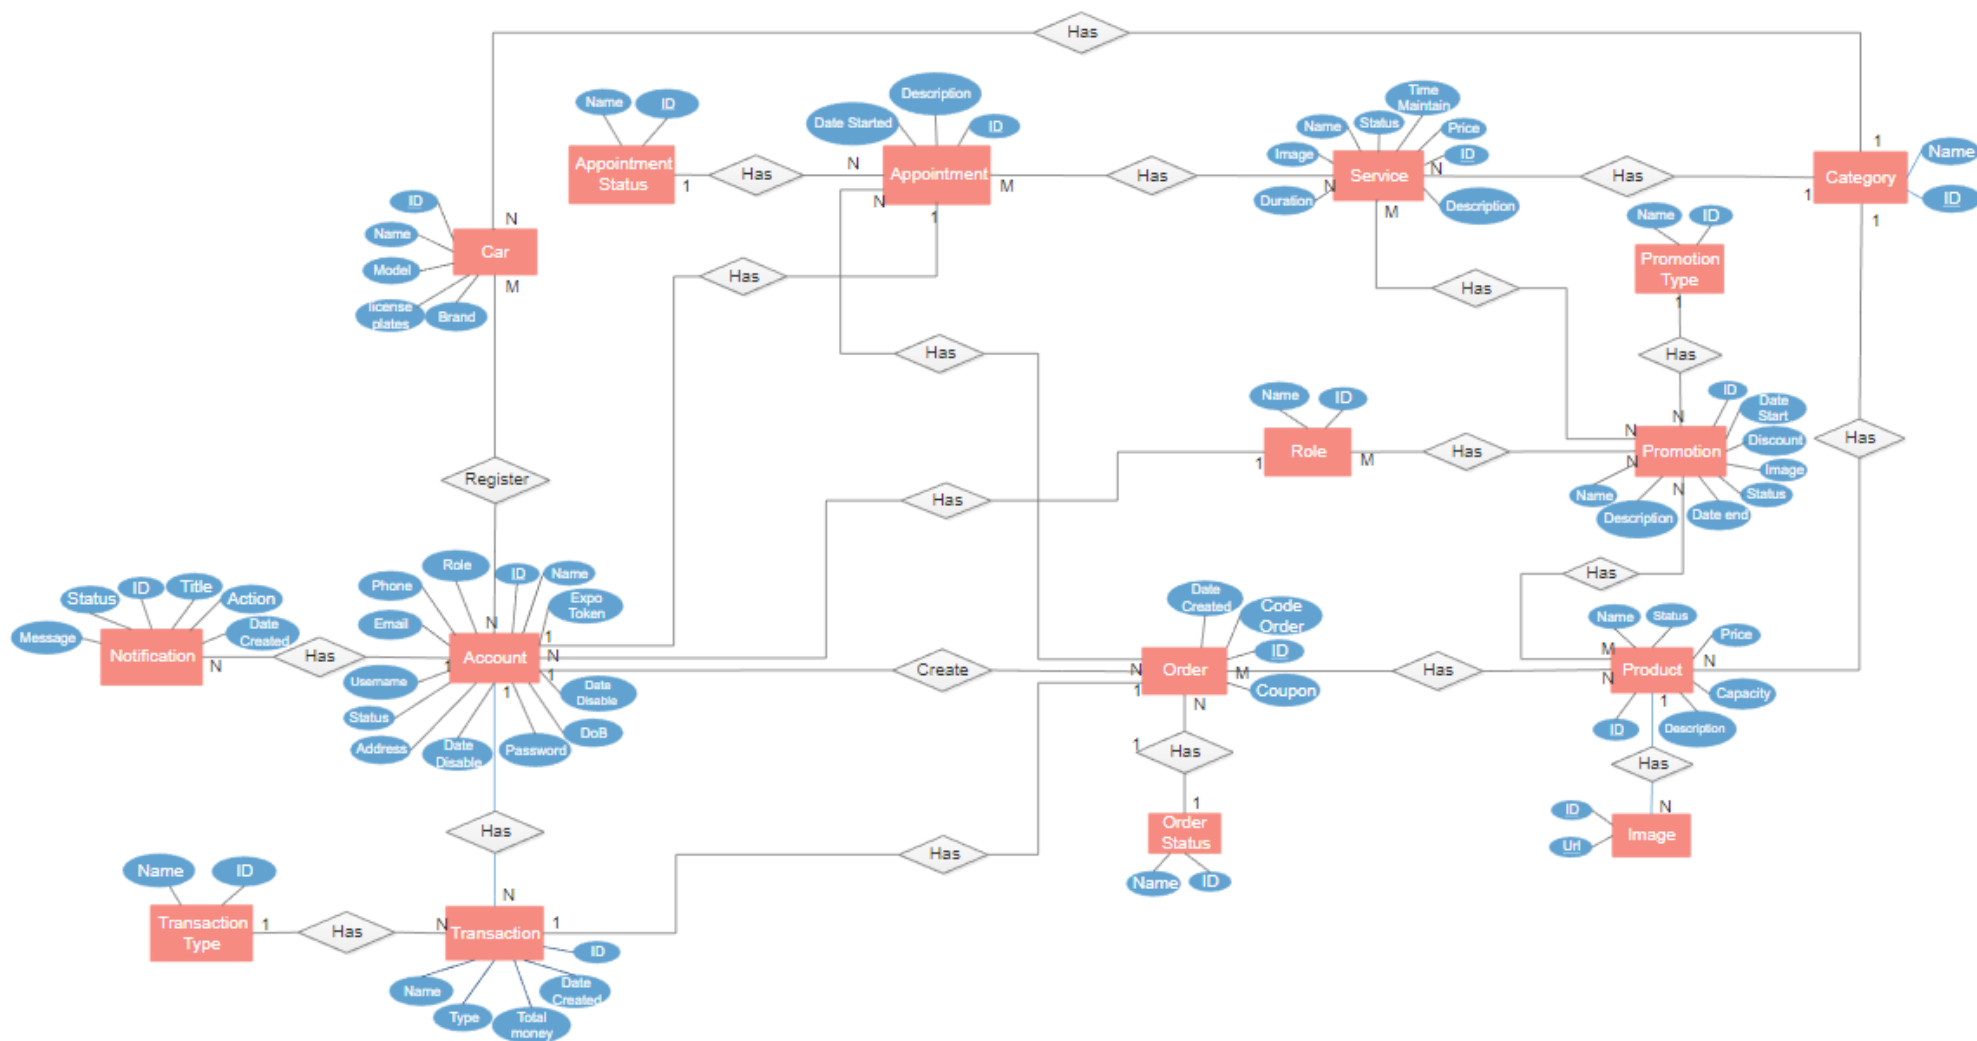 Has
Name
ID
Appointment
Status
1
Has
N
Date Started
Description
ID
Appointment
N
1
M
Has
Name
Status
Time
Maintain
Price
ID
Image
Duration
Description
Service
N
N
M
Has
1
1
1
Category
Name
ID
ID
Name
Model
license
plates
Brand
N
Car
M
Has
Has
Has
Name
ID
Promotion
Type
1
Has
N
Register
Has
Name
ID
1
Role
M
Has
N
N
N
Promotion
ID
Date
Start
Discount
Image
Status
Date end
Description
Name
Has
Has
Status
ID
Title
Action
Date
Created
Message
Notification
N
Has
Phone
Role
ID
Name
Expo
Token
Email
Username
Status
Address
Date
Disable
Password
DoB
Date
Disable
N
Account
1
1
1
N
1
Create
Date
Created
Code
Order
ID
Coupon
N
1
Order
M
N
Has
Name
Status
Price
Capacity
Description
ID
M
N
Product
N
1
1
Has
1
Order
Status
Name
ID
Has
N
ID
Url
Image
Has
N
Has
Name
ID
Transaction
Type
1
Has
N
Transaction
1
ID
Name
Type
Total
money
Date
Created